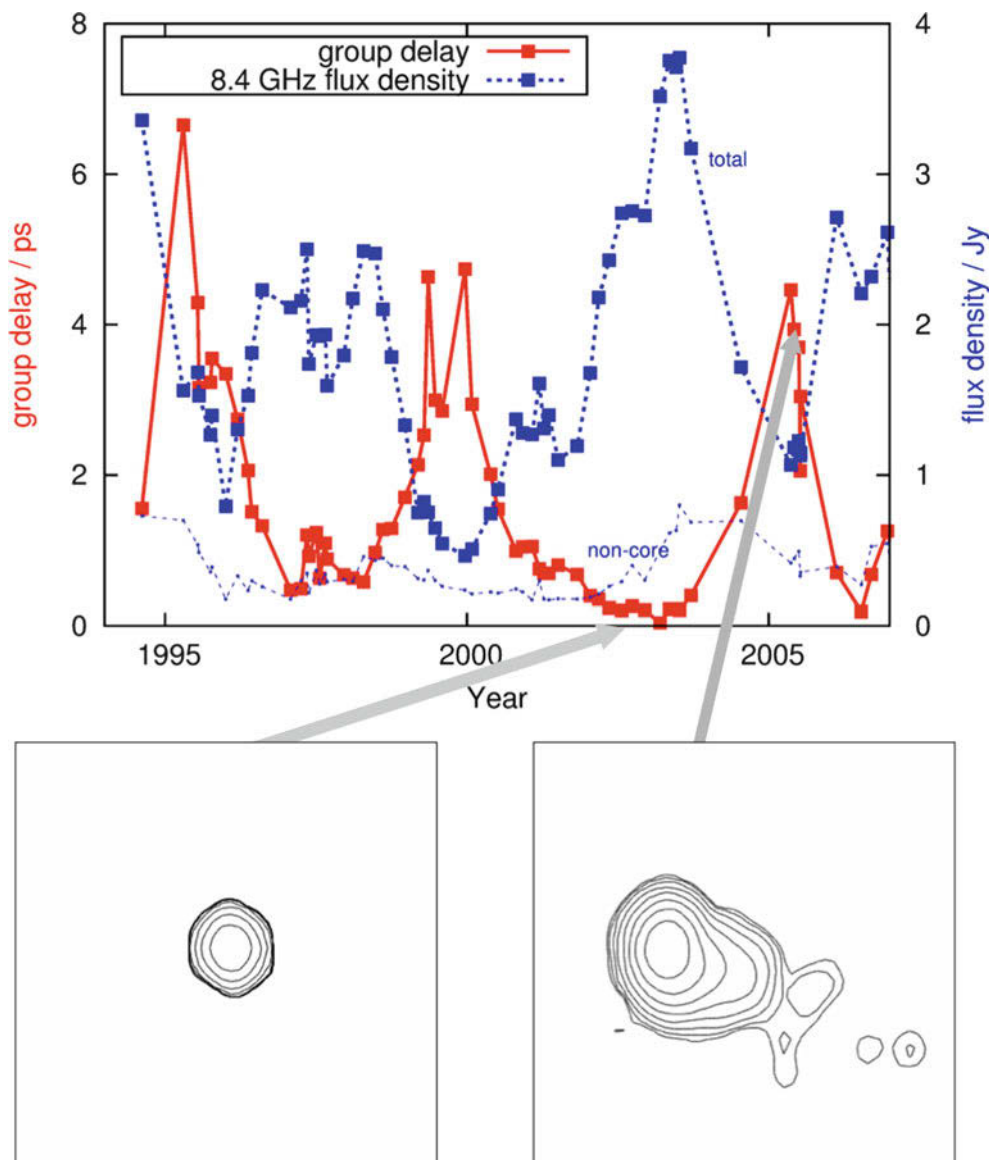 8
6
4
2
0
4
3
2
1
0
group delay
8.4 GHz flux density
total
non-core
group delay / ps
flux density / Jy
1995
2000
2005
Year